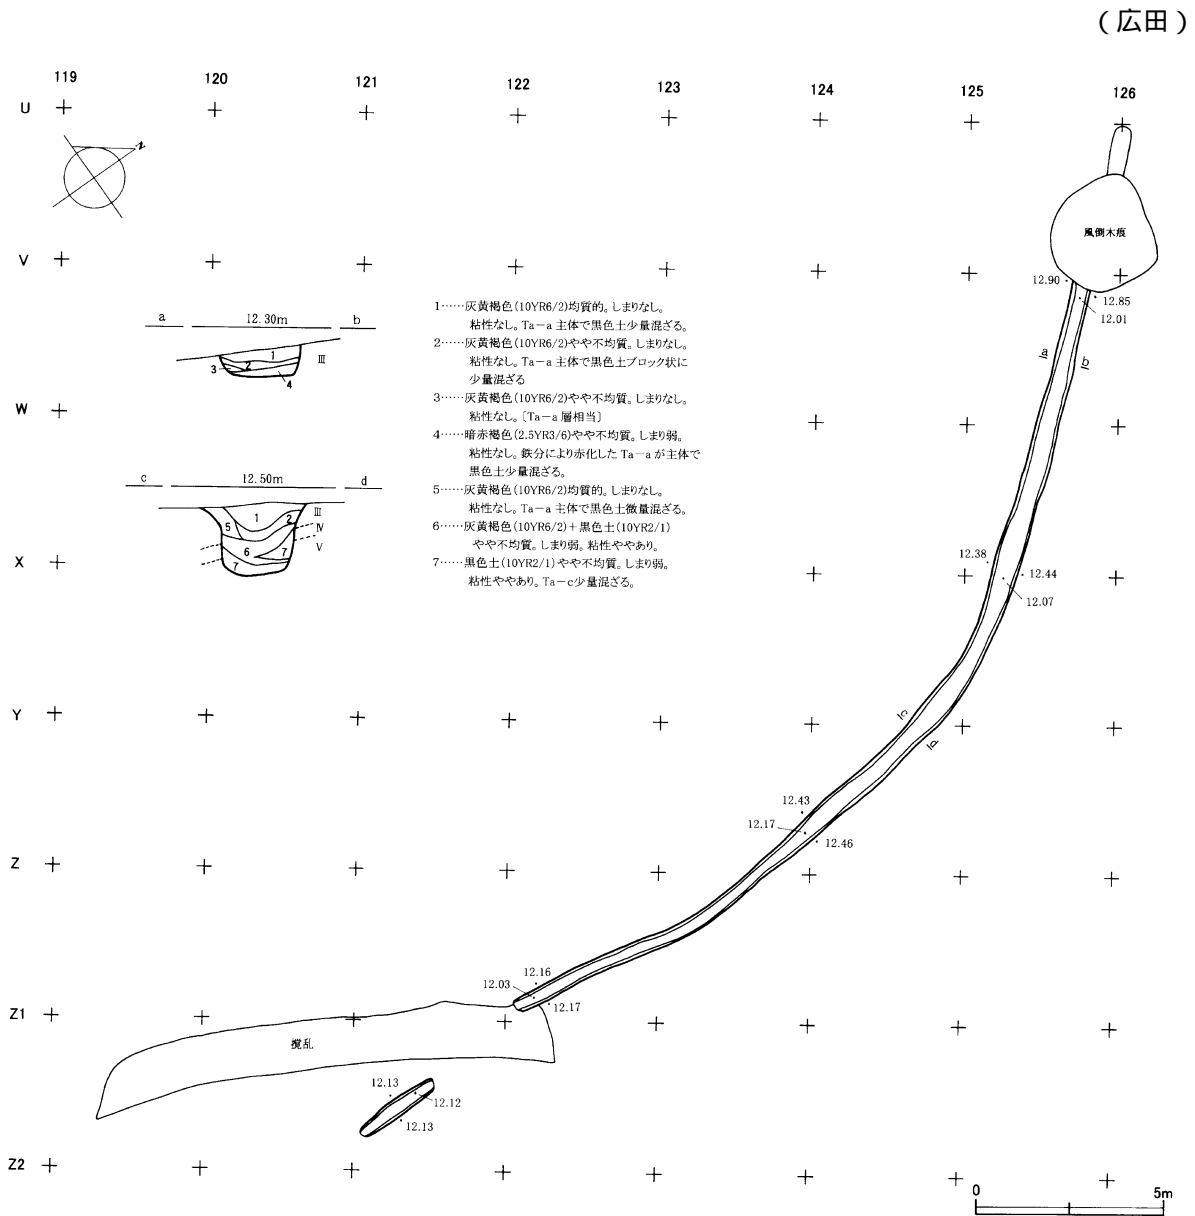 (広田)
119 120 121 122 123 124 125 126
U
N
V
風倒木痕
12.90
12.85
12.01
a 12.30m b
1
2
3
4
III
1……灰黄褐色(10YR6/2)均質的。しまりなし。
粘性なし。Ta－a 主体で黒色土少量混ざる。
2……灰黄褐色(10YR6/2)やや不均質。しまりなし。
粘性なし。Ta－a 主体で黒色土ブロック状に
少量混ざる
3……灰黄褐色(10YR6/2)やや不均質。しまりなし。
粘性なし。〔Ta－a 層相当〕
4……暗赤褐色(2.5YR3/6)やや不均質。しまり弱。
粘性なし。鉄分により赤化した Ta－a が主体で
黒色土少量混ざる。
5……灰黄褐色(10YR6/2)均質的。しまりなし。
粘性なし。Ta－a 主体で黒色土微量混ざる。
6……灰黄褐色(10YR6/2)＋黒色土(10YR2/1)
やや不均質。しまり弱。粘性ややあり。
7……黒色土(10YR2/1)やや不均質。しまり弱。
粘性ややあり。Ta－c少量混ざる。
a
b
W
c 12.50m d
1
2
5
6
7
7
III
IV
V
X
12.38
12.44
12.07
Y
c
d
12.43
12.17
12.46
Z
12.16
12.03
12.17
Z1
攪乱
12.13
12.12
12.13
Z2
0 5m